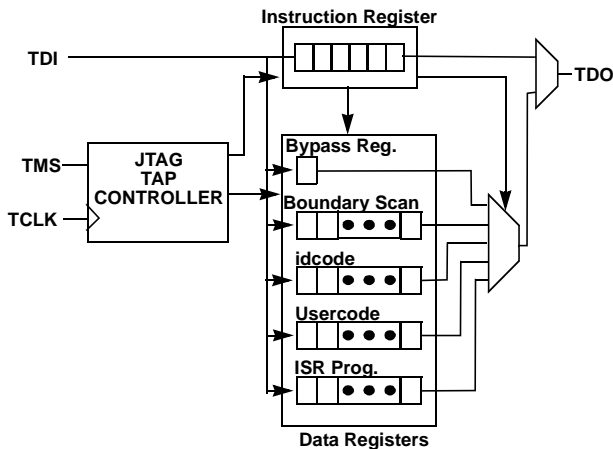 Instruction Register
TDI
TDO
TMS
JTAG
TAP
CONTROLLER
TCLK
Bypass Reg.
Boundary Scan
idcode
Usercode
ISR Prog.
Data Registers